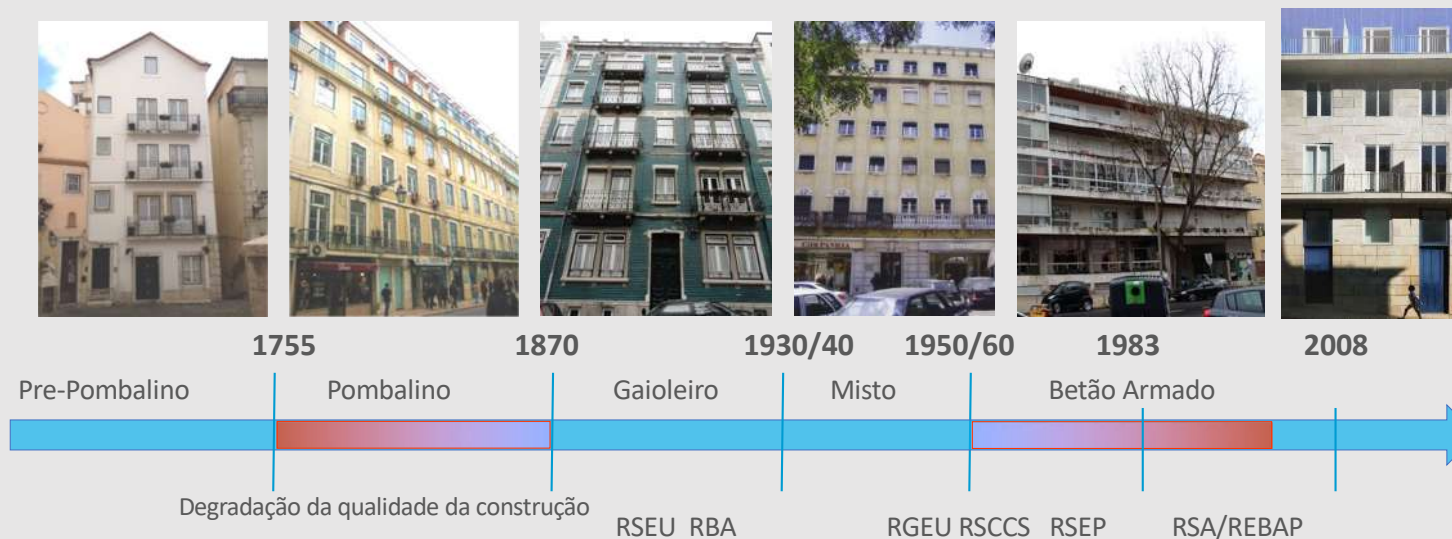 COMPANHIA
1755 1870 1930/40 1950/60 1983 2008
Pre-Pombalino Pombalino Gaioleiro Misto Betão Armado
Degradação da qualidade da construção
RSEU RBA RGEU RSCCS RSEP RSA/REBAP